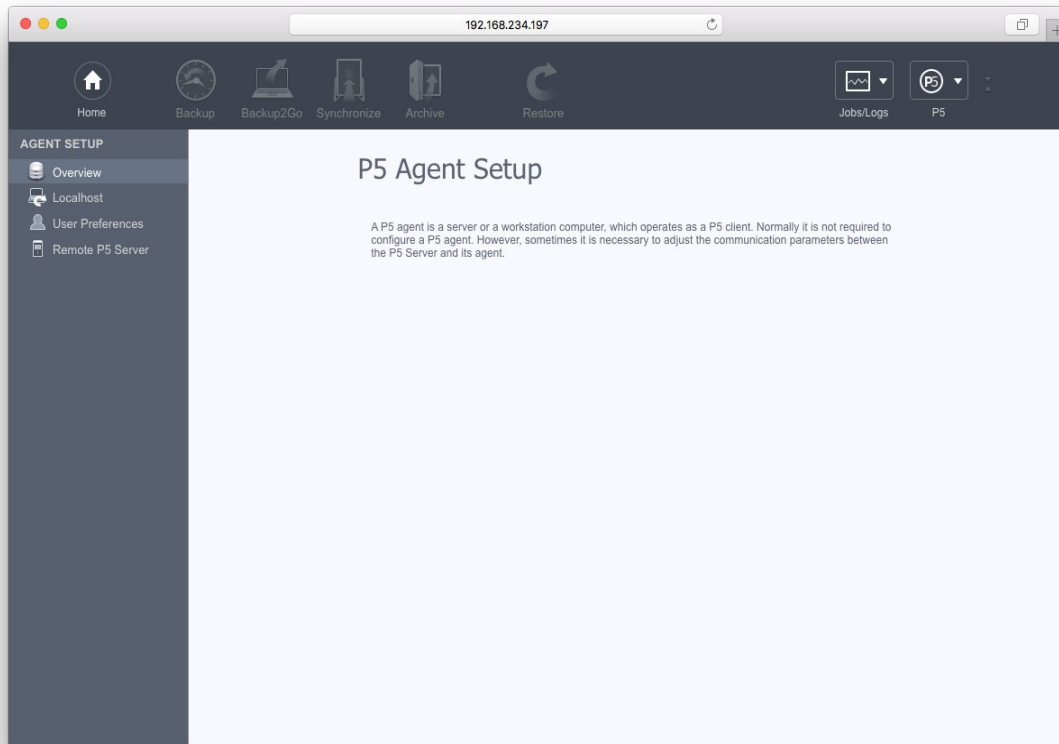 192.168.234.197
Home
Backup
Backup2Go
Synchronize
Archive
Restore
Jobs/Logs
P5
P5
AGENT SETUP
Overview
Localhost
User Preferences
Remote P5 Server
P5 Agent Setup
A P5 agent is a server or a workstation computer, which operates as a P5 client. Normally it is not required to
configure a P5 agent. However, sometimes it is necessary to adjust the communication parameters between
the P5 Server and its agent.